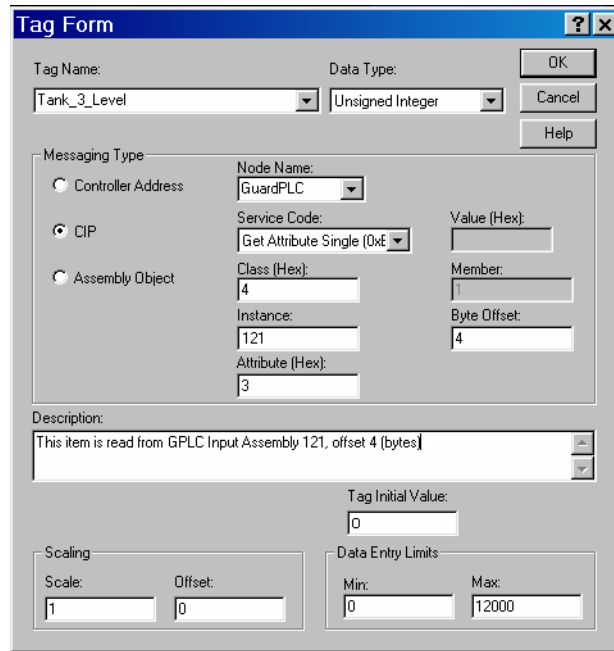 Tag Form
OK
Tag Name:
Data Type:
Tank_3_Level
Unsigned Integer
Cancel
Help
Messaging Type
Node Name:
Controller Address
GuardPLC
Service Code:
Value (Hex):
CIP
Get Attribute Single (0xE
Class (Hex):
Member:
Assembly Object
4
1
Instance:
Byte Offset:
121
4
Attribute (Hex):
3
Description:
This item is read from GPLC Input Assembly 121, offset 4 (bytes)
Tag Initial Value:
0
Scaling
Data Entry Limits
Scale:
Offset:
Min:
Max:
1
0
0
12000